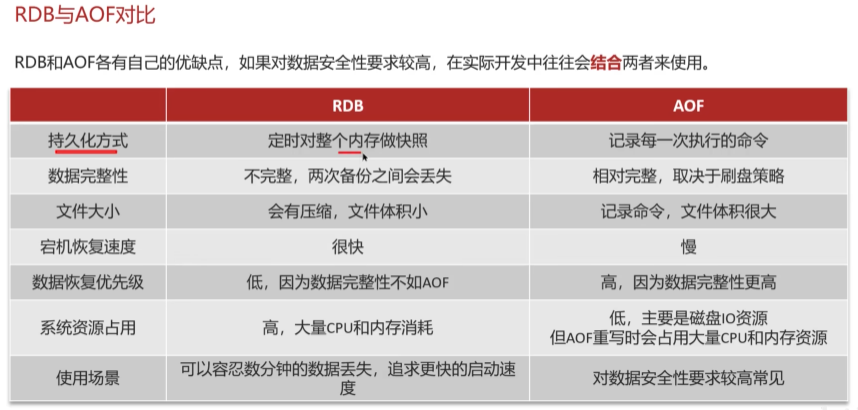 RDB与AOF对比
RDB和AOF各有自己的优缺点，如果对数据安全性要求较高，在实际开发中往往会结合两者来使用。
RDB AOF
持久化方式 定时对整个内存做快照 记录每一次执行的命令
数据完整性 不完整，两次备份之间会丢失 相对完整，取决于刷盘策略
文件大小 会有压缩，文件体积小 记录命令，文件体积很大
宕机恢复速度 很快 慢
数据恢复优先级 低，因为数据完整性不如AOF 高，因为数据完整性更高
系统资源占用 高，大量CPU和内存消耗 低，主要是磁盘IO资源
但AOF重写时会占用大量CPU和内存资源
使用场景 可以容忍数分钟的数据丢失，追求更快的启动速
度 对数据安全性要求较高常见